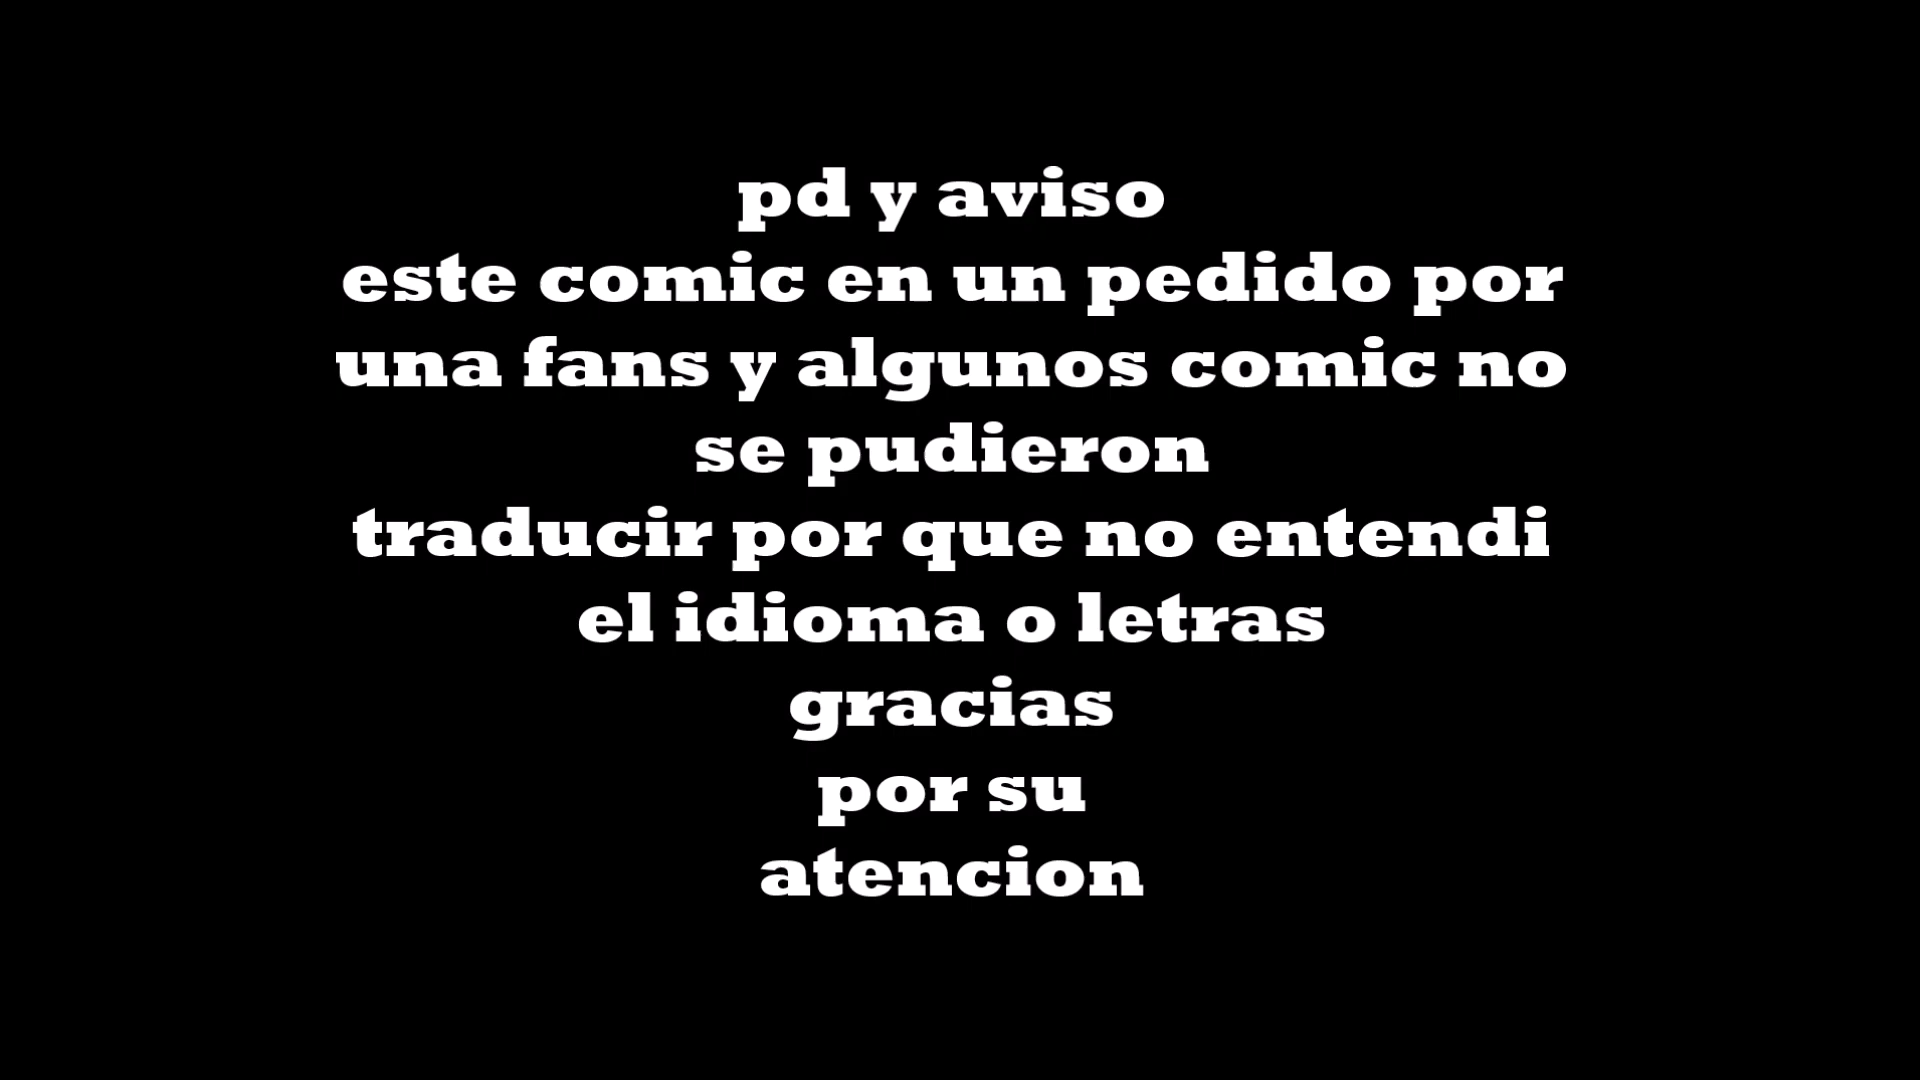 pd y aviso
este comic en un pedido por
una fans y algunos comic no
se pudieron
traducir por que no entendi
el idioma o letras
gracias
por su
atencion